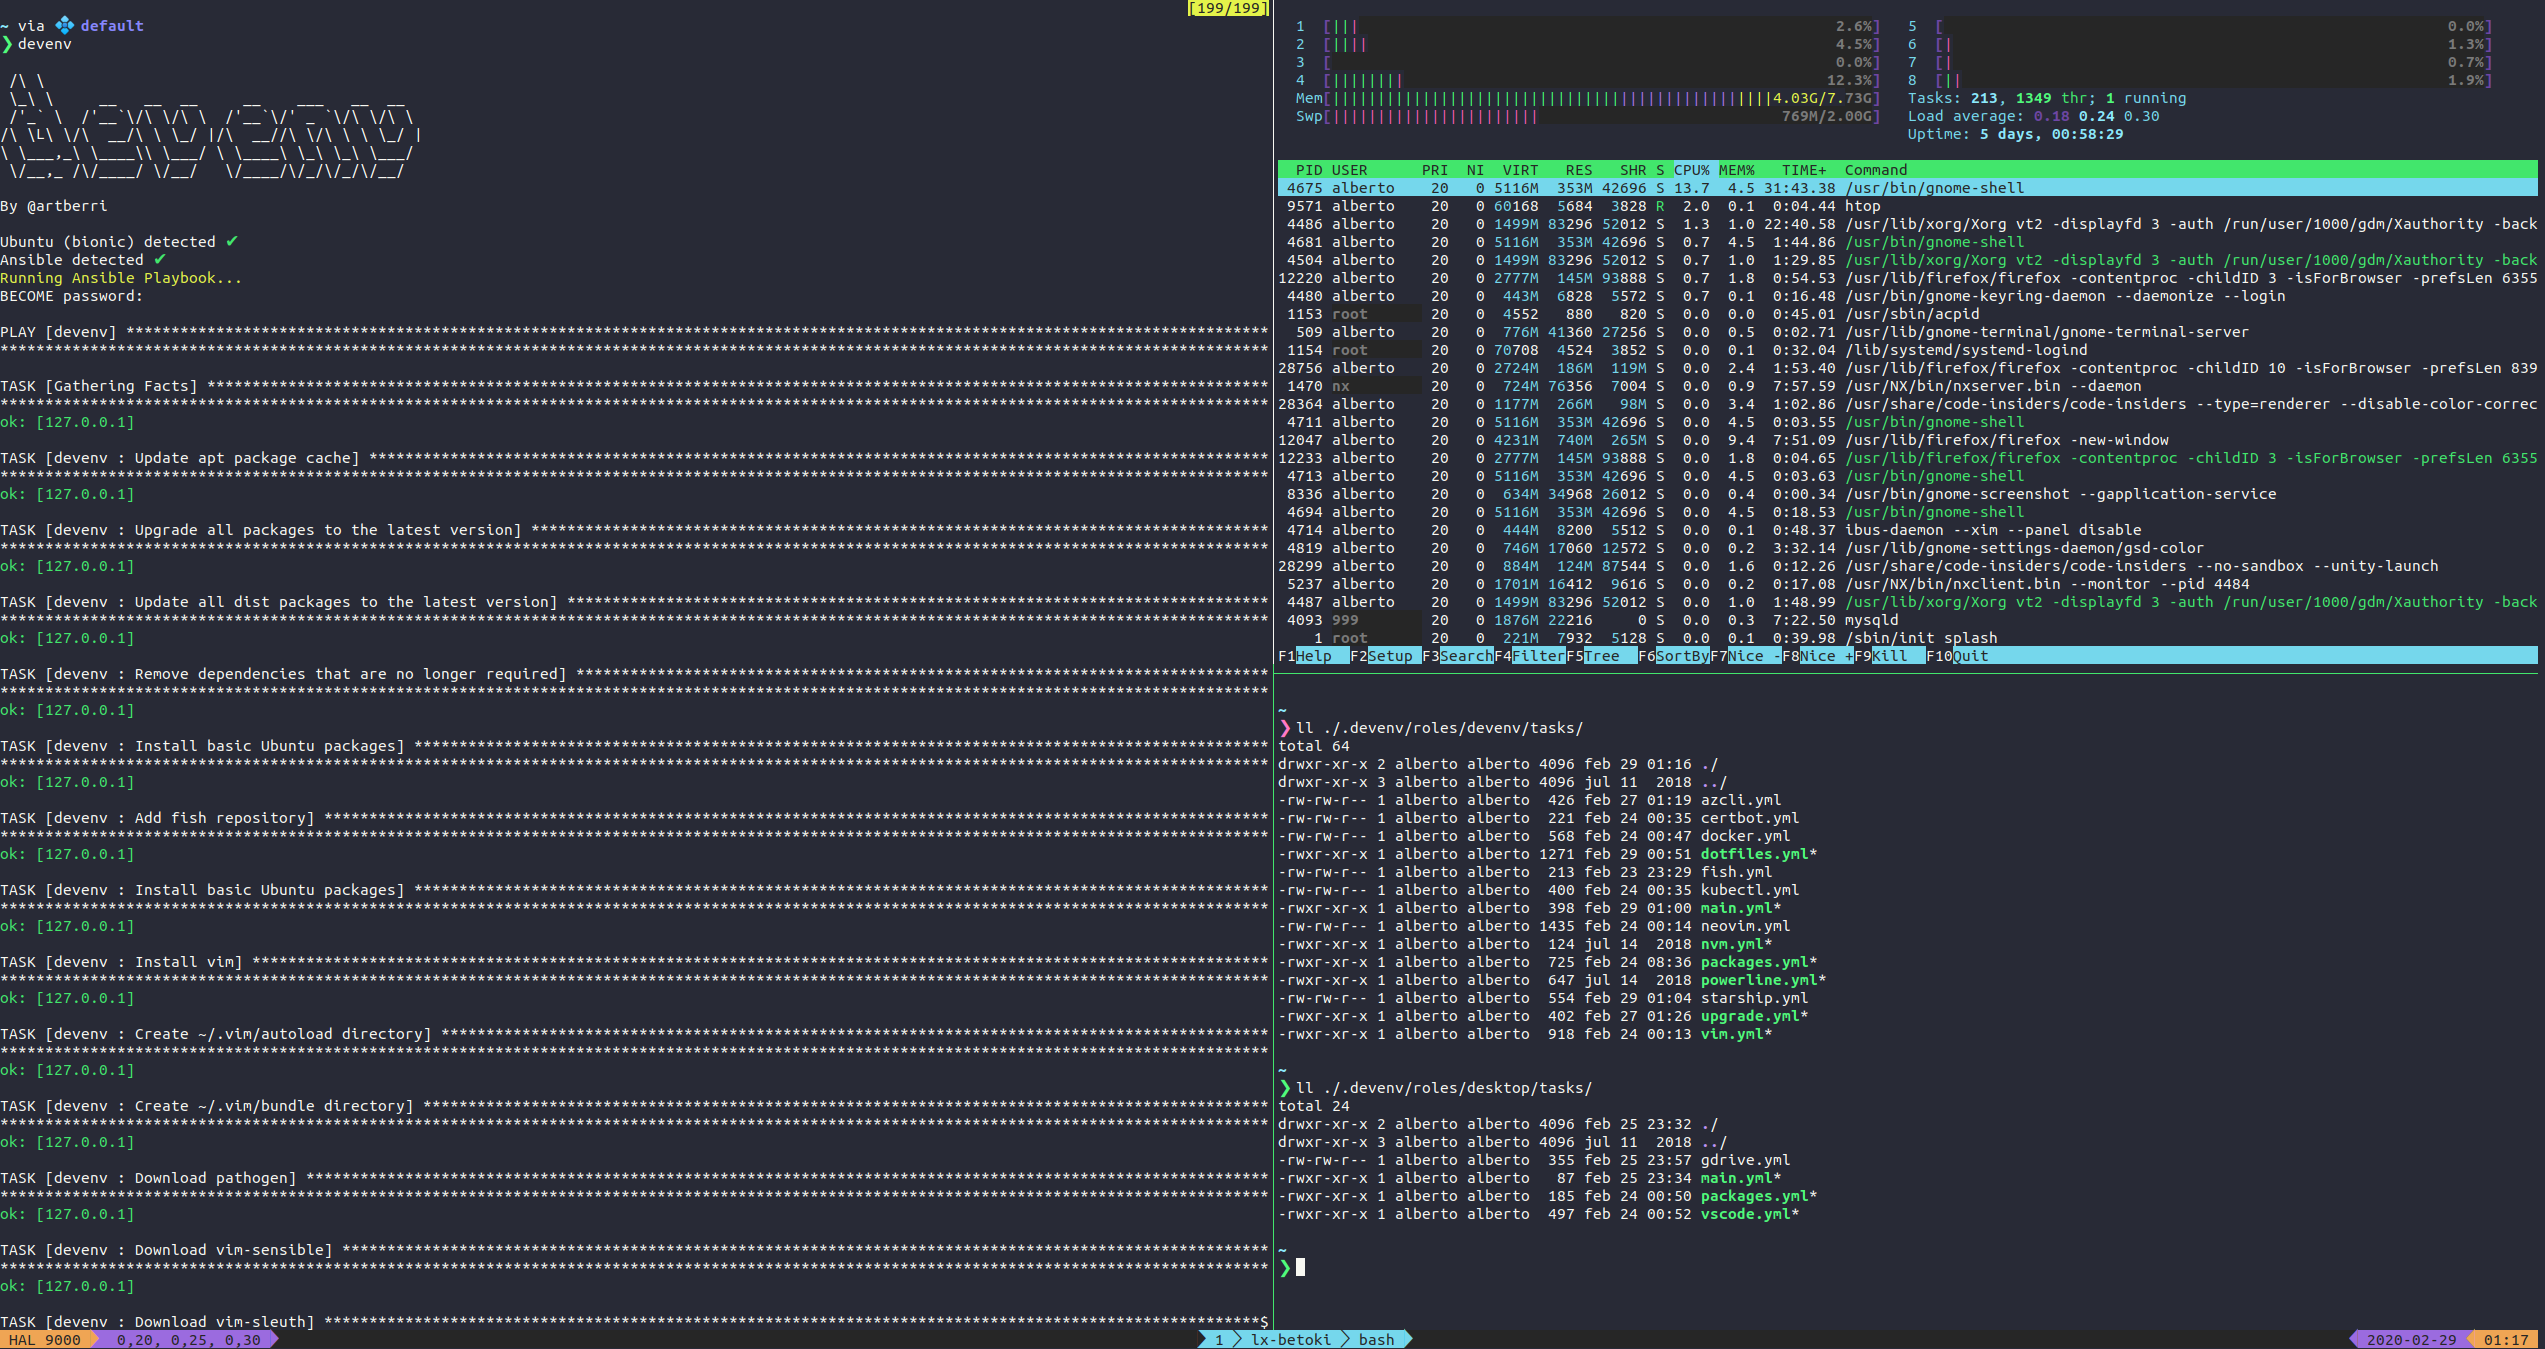 [199/199]
~ via default
❯ devenv
By @artberri
Ubuntu (bionic) detected ✔
Ansible detected ✔
Running Ansible Playbook...
BECOME password:
PLAY [devenv]
TASK [Gathering Facts]
ok: [127.0.0.1]
TASK [devenv : Update apt package cache]
ok: [127.0.0.1]
TASK [devenv : Upgrade all packages to the latest version]
ok: [127.0.0.1]
TASK [devenv : Update all dist packages to the latest version]
ok: [127.0.0.1]
TASK [devenv : Remove dependencies that are no longer required]
ok: [127.0.0.1]
TASK [devenv : Install basic Ubuntu packages]
ok: [127.0.0.1]
TASK [devenv : Add fish repository]
ok: [127.0.0.1]
TASK [devenv : Install basic Ubuntu packages]
ok: [127.0.0.1]
TASK [devenv : Install vim]
ok: [127.0.0.1]
TASK [devenv : Create ~/.vim/autoload directory]
ok: [127.0.0.1]
TASK [devenv : Create ~/.vim/bundle directory]
ok: [127.0.0.1]
TASK [devenv : Download pathogen]
ok: [127.0.0.1]
TASK [devenv : Download vim-sensible]
ok: [127.0.0.1]
TASK [devenv : Download vim-sleuth]
1 [||| 2.6%] 5 [ 0.0%]
2 [|||| 4.5%] 6 [| 1.3%]
3 [ 0.0%] 7 [| 0.7%]
4 [|||||||| 12.3%] 8 [|| 1.9%]
Mem[4.03G/7.73G] Tasks: 213, 1349 thr; 1 running
Swp[769M/2.00G] Load average: 0.18 0.24 0.30
Uptime: 5 days, 00:58:29
PID USER PRI NI VIRT RES SHR S CPU% MEM% TIME+ Command
4675 alberto 20 0 5116M 353M 42696 S 13.7 4.5 31:43.38 /usr/bin/gnome-shell
9571 alberto 20 0 60168 5684 3828 R 2.0 0.1 0:04.44 htop
4486 alberto 20 0 1499M 83296 52012 S 1.3 1.0 22:40.58 /usr/lib/xorg/Xorg vt2 -displayfd 3 -auth /run/user/1000/gdm/Xauthority -back
4681 alberto 20 0 5116M 353M 42696 S 0.7 4.5 1:44.86 /usr/bin/gnome-shell
4504 alberto 20 0 1499M 83296 52012 S 0.7 1.0 1:29.85 /usr/lib/xorg/Xorg vt2 -displayfd 3 -auth /run/user/1000/gdm/Xauthority -back
12220 alberto 20 0 2777M 145M 93888 S 0.7 1.8 0:54.53 /usr/lib/firefox/firefox -contentproc -childID 3 -isForBrowser -prefsLen 6355
4480 alberto 20 0 443M 6828 5572 S 0.7 0.1 0:16.48 /usr/bin/gnome-keyring-daemon --daemonize --login
1153 root 20 0 4552 880 820 S 0.0 0.0 0:45.01 /usr/sbin/acpid
509 alberto 20 0 776M 41360 27256 S 0.0 0.5 0:02.71 /usr/lib/gnome-terminal/gnome-terminal-server
1154 root 20 0 70708 4524 3852 S 0.0 0.1 0:32.04 /lib/systemd/systemd-logind
28756 alberto 20 0 2724M 186M 119M S 0.0 2.4 1:53.40 /usr/lib/firefox/firefox -contentproc -childID 10 -isForBrowser -prefsLen 839
1470 nx 20 0 724M 76356 7004 S 0.0 0.9 7:57.59 /usr/NX/bin/nxserver.bin --daemon
28364 alberto 20 0 1177M 266M 98M S 0.0 3.4 1:02.86 /usr/share/code-insiders/code-insiders --type=renderer --disable-color-correc
4711 alberto 20 0 5116M 353M 42696 S 0.0 4.5 0:03.55 /usr/bin/gnome-shell
12047 alberto 20 0 4231M 740M 265M S 0.0 9.4 7:51.09 /usr/lib/firefox/firefox -new-window
12233 alberto 20 0 2777M 145M 93888 S 0.0 1.8 0:04.65 /usr/lib/firefox/firefox -contentproc -childID 3 -isForBrowser -prefsLen 6355
4713 alberto 20 0 5116M 353M 42696 S 0.0 4.5 0:03.63 /usr/bin/gnome-shell
8336 alberto 20 0 634M 34968 26012 S 0.0 0.4 0:00.34 /usr/bin/gnome-screenshot --gapplication-service
4694 alberto 20 0 5116M 353M 42696 S 0.0 4.5 0:18.53 /usr/bin/gnome-shell
4714 alberto 20 0 444M 8200 5512 S 0.0 0.1 0:48.37 ibus-daemon --xim --panel disable
4819 alberto 20 0 746M 17060 12572 S 0.0 0.2 3:32.14 /usr/lib/gnome-settings-daemon/gsd-color
28299 alberto 20 0 884M 124M 87544 S 0.0 1.6 0:12.26 /usr/share/code-insiders/code-insiders --no-sandbox --unity-launch
5237 alberto 20 0 1701M 16412 9616 S 0.0 0.2 0:17.08 /usr/NX/bin/nxclient.bin --monitor --pid 4484
4487 alberto 20 0 1499M 83296 52012 S 0.0 1.0 1:48.99 /usr/lib/xorg/Xorg vt2 -displayfd 3 -auth /run/user/1000/gdm/Xauthority -back
4093 999 20 0 1876M 22216 0 S 0.0 0.3 7:22.50 mysqld
1 root 20 0 221M 7932 5128 S 0.0 0.1 0:39.98 /sbin/init splash
F1Help F2Setup F3SearchF4FilterF5Tree F6SortByF7Nice -F8Nice +F9Kill F10Quit
~
❯ ll ./.devenv/roles/devenv/tasks/
total 64
drwxr-xr-x 2 alberto alberto 4096 feb 29 01:16 ./
drwxr-xr-x 3 alberto alberto 4096 jul 11 2018 ../
-rw-rw-r-- 1 alberto alberto 426 feb 27 01:19 azcli.yml
-rw-rw-r-- 1 alberto alberto 221 feb 24 00:35 certbot.yml
-rw-rw-r-- 1 alberto alberto 568 feb 24 00:47 docker.yml
-rwxr-xr-x 1 alberto alberto 1271 feb 29 00:51 dotfiles.yml*
-rw-rw-r-- 1 alberto alberto 213 feb 23 23:29 fish.yml
-rw-rw-r-- 1 alberto alberto 400 feb 24 00:35 kubectl.yml
-rwxr-xr-x 1 alberto alberto 398 feb 29 01:00 main.yml*
-rw-rw-r-- 1 alberto alberto 1435 feb 24 00:14 neovim.yml
-rwxr-xr-x 1 alberto alberto 124 jul 14 2018 nvm.yml*
-rwxr-xr-x 1 alberto alberto 725 feb 24 08:36 packages.yml*
-rwxr-xr-x 1 alberto alberto 647 jul 14 2018 powerline.yml*
-rw-rw-r-- 1 alberto alberto 554 feb 29 01:04 starship.yml
-rwxr-xr-x 1 alberto alberto 402 feb 27 01:26 upgrade.yml*
-rwxr-xr-x 1 alberto alberto 918 feb 24 00:13 vim.yml*
~
❯ ll ./.devenv/roles/desktop/tasks/
total 24
drwxr-xr-x 2 alberto alberto 4096 feb 25 23:32 ./
drwxr-xr-x 3 alberto alberto 4096 jul 11 2018 ../
-rw-rw-r-- 1 alberto alberto 355 feb 25 23:57 gdrive.yml
-rwxr-xr-x 1 alberto alberto 87 feb 25 23:34 main.yml*
-rwxr-xr-x 1 alberto alberto 185 feb 24 00:50 packages.yml*
-rwxr-xr-x 1 alberto alberto 497 feb 24 00:52 vscode.yml*
~
❯
HAL 9000 0,20, 0,25, 0,30 1 lx-betoki bash 2020-02-29 01:17